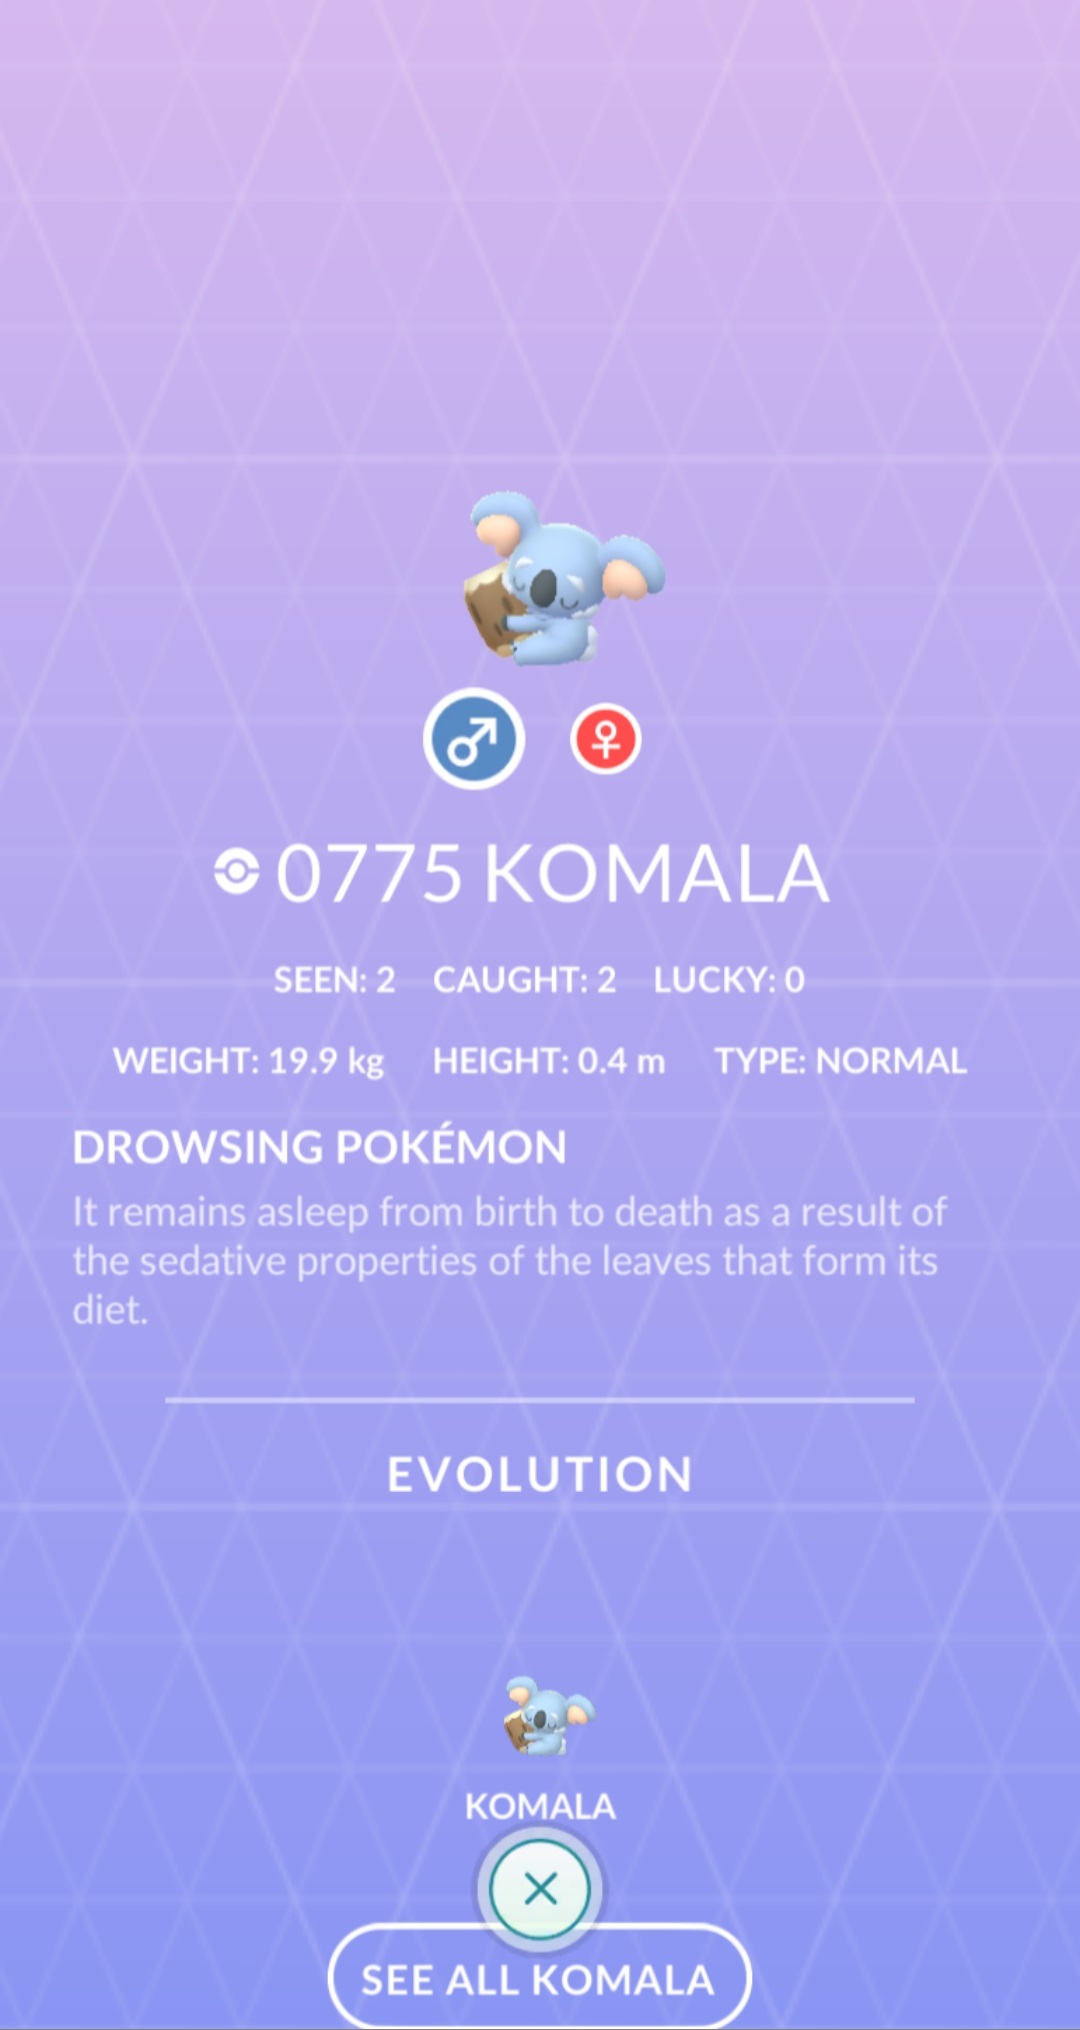 0775 KOMALA
SEEN: 2 CAUGHT: 2 LUCKY: 0
WEIGHT: 19.9 kg HEIGHT: 0.4 m TYPE: NORMAL
DROWSING POKÉMON
It remains asleep from birth to death as a result of
the sedative properties of the leaves that form its
diet.
EVOLUTION
KOMALA
SEE ALL KOMALA